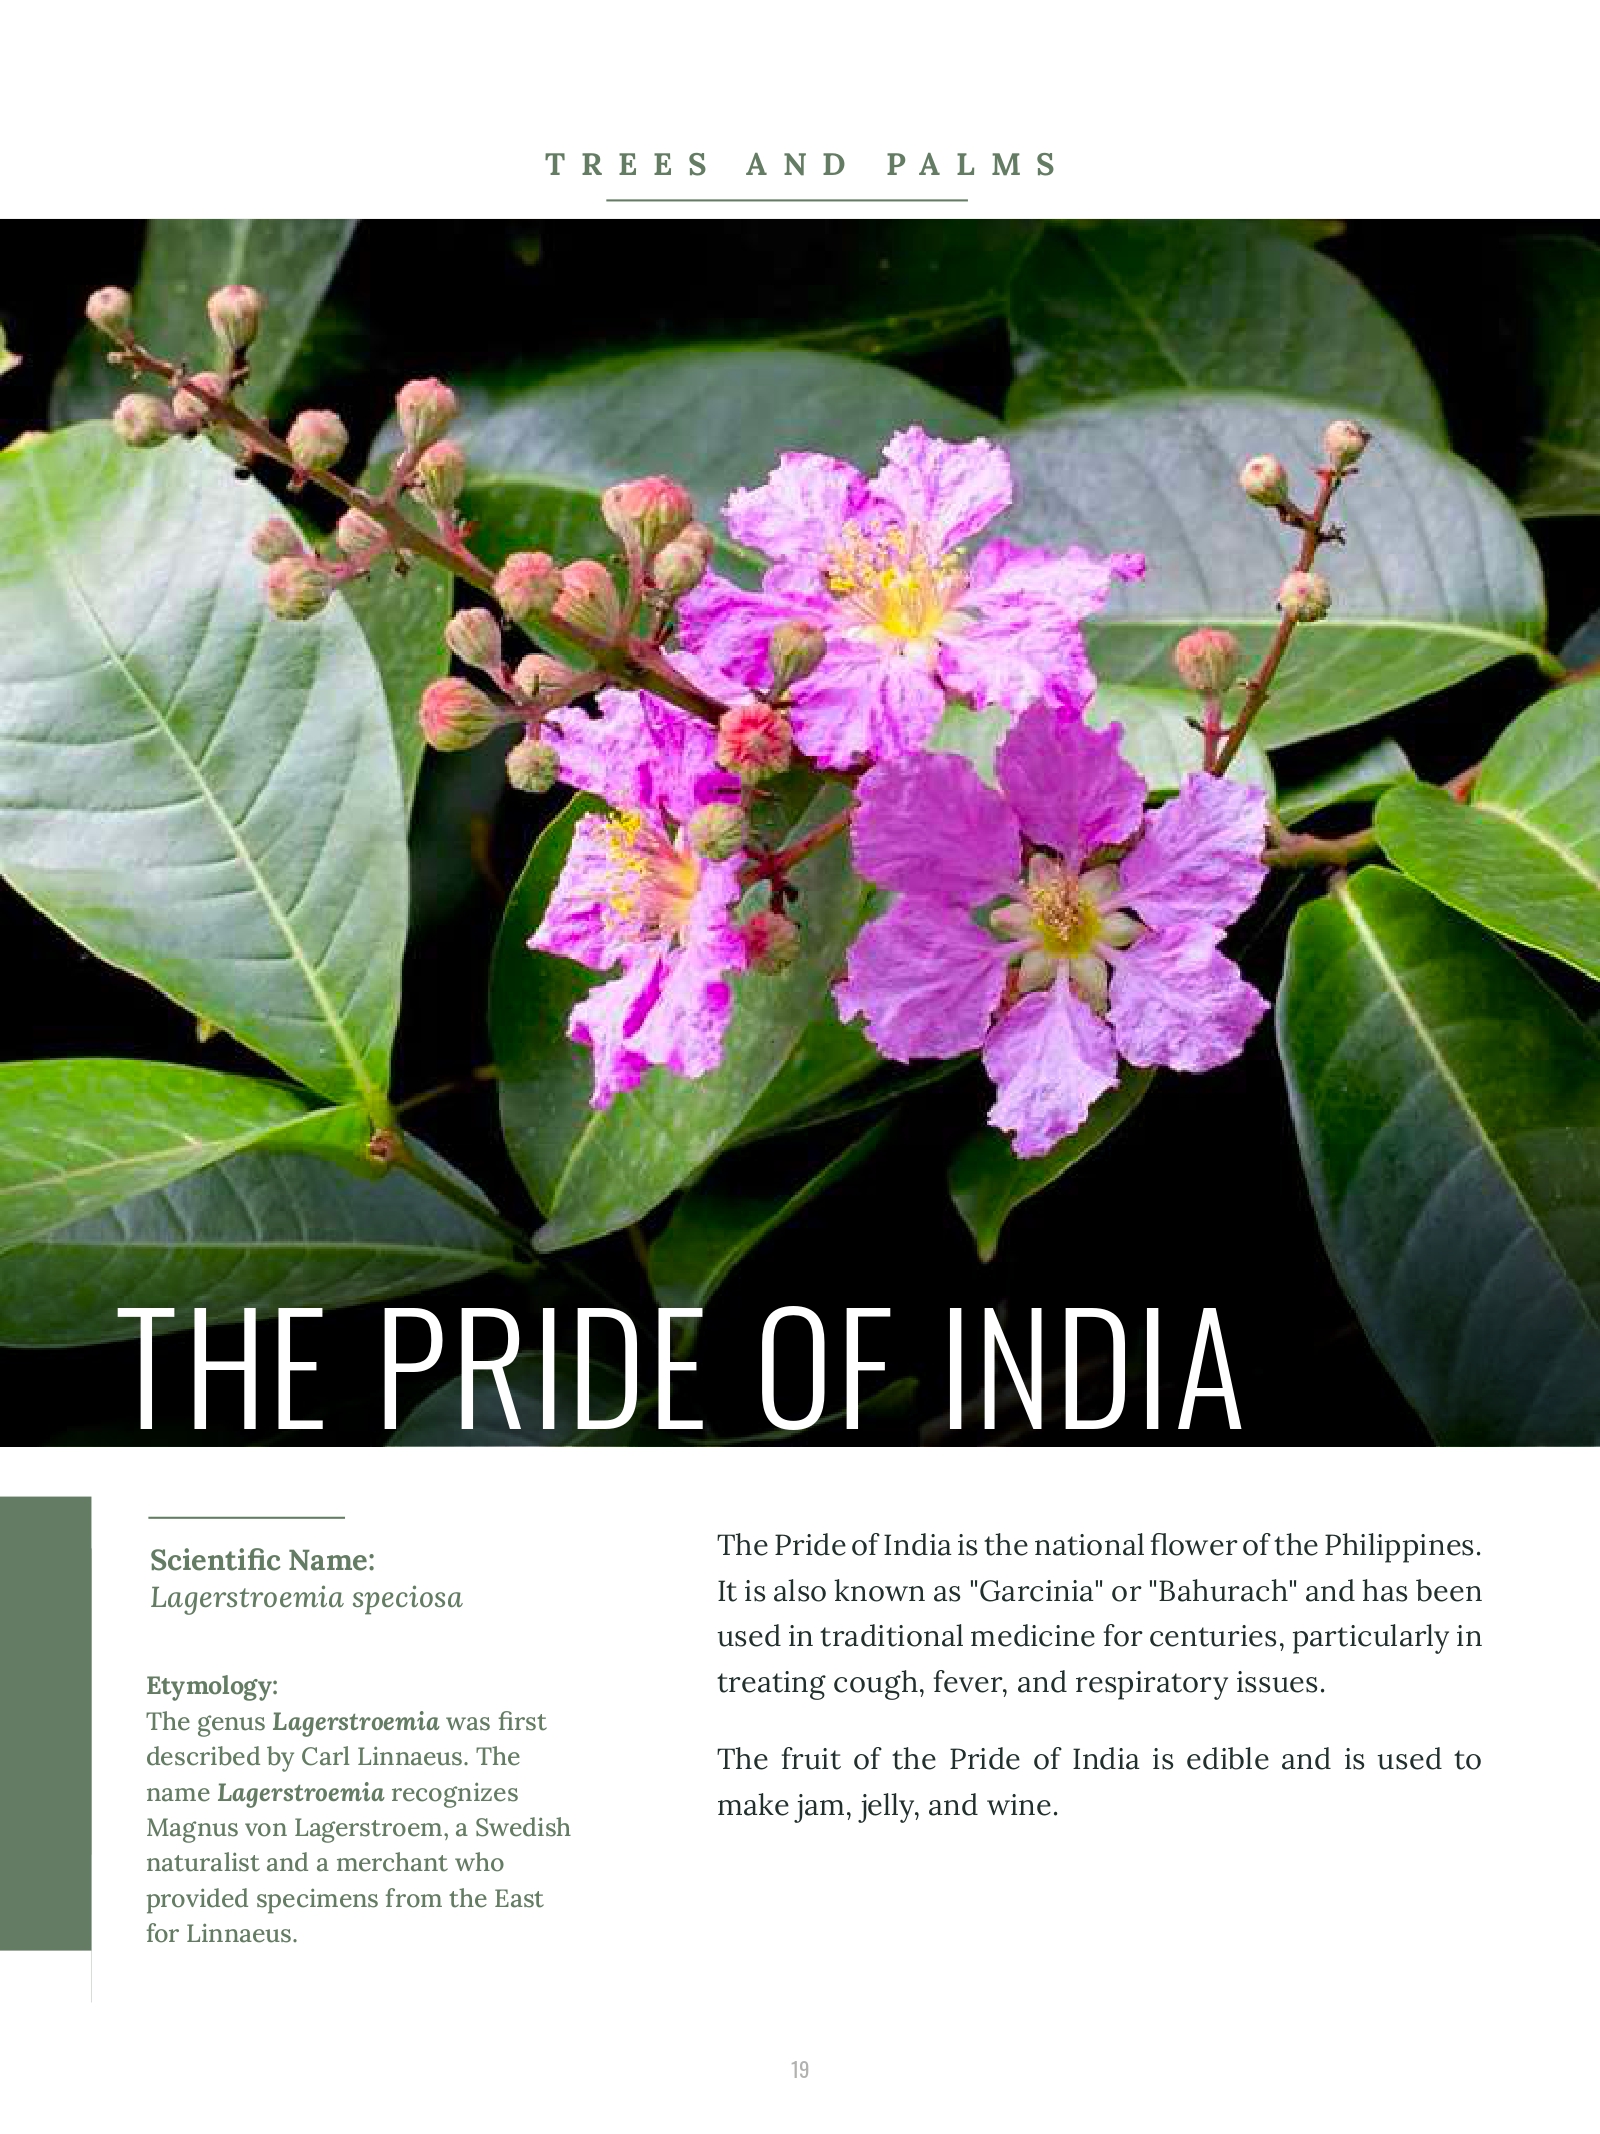 TREES AND PALMS
THE PRIDE OF INDIA
Scientific Name:
Lagerstroemia speciosa
Etymology:
The genus Lagerstroemia was first
described by Carl Linnaeus. The
name Lagerstroemia recognizes
Magnus von Lagerstroem, a Swedish
naturalist and a merchant who
provided specimens from the East
for Linnaeus.
The Pride of India is the national flower of the Philippines.
It is also known as "Garcinia" or "Bahurach" and has been
used in traditional medicine for centuries, particularly in
treating cough, fever, and respiratory issues.
The fruit of the Pride of India is edible and is used to
make jam, jelly, and wine.
19